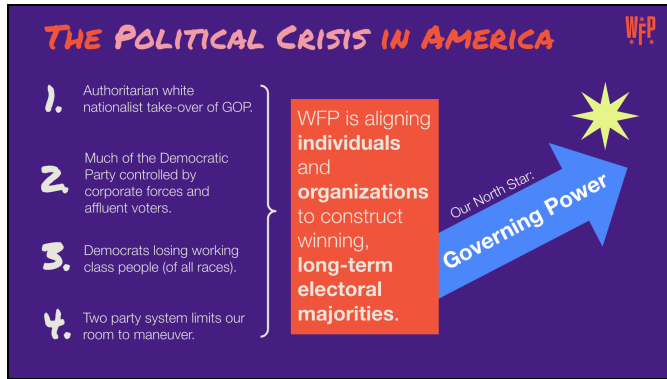 The Political Crisis in America
WFP
1. Authoritarian white
nationalist take-over of GOP.
2. Much of the Democratic
Party controlled by
corporate forces and
affluent voters.
3. Democrats losing working
class people (of all races).
4. Two party system limits our
room to maneuver.
WFP is aligning
individuals
and
organizations
to construct
winning,
long-term
electoral
majorities.
Our North Star:
Governing Power